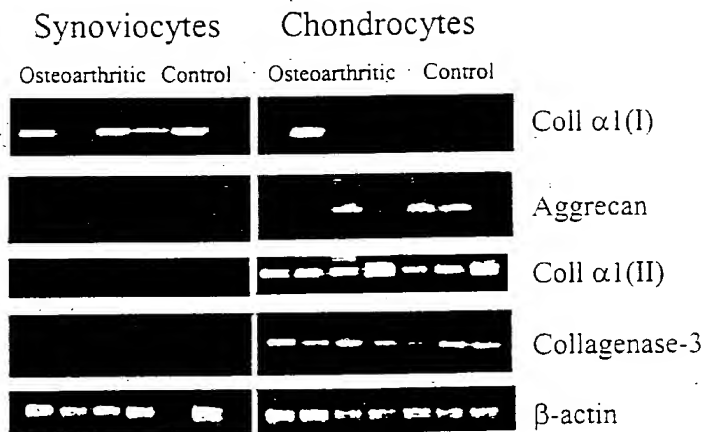 Synoviocytes Chondrocytes
Osteoarthritic Control Osteoarthritic Control
Coll α1(I)
Aggrecan
Coll α1(II)
Collagenase-3
β-actin